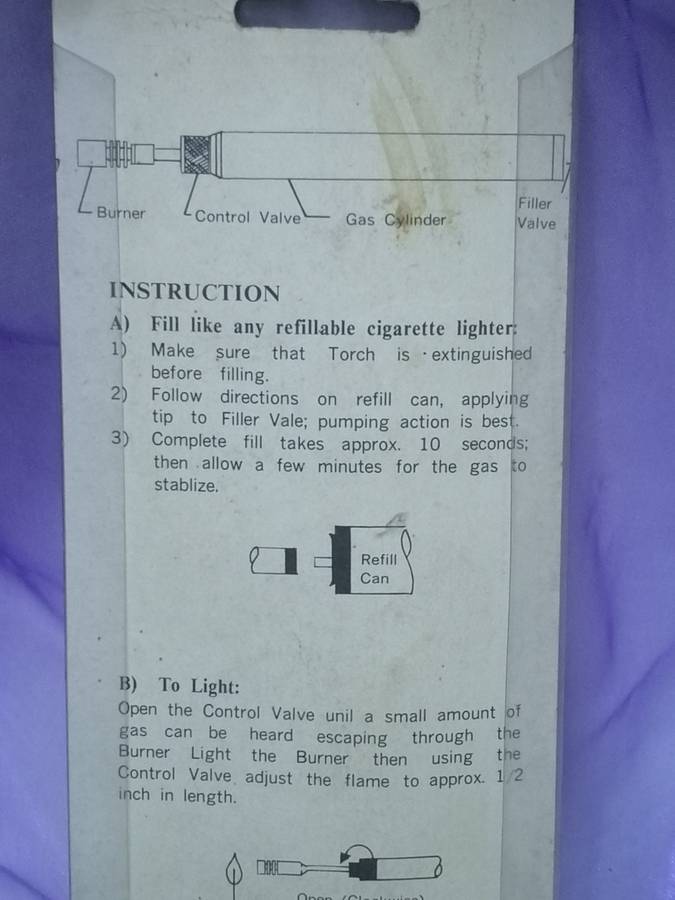 Burner
Control Valve
Gas Cylinder
Filler
Valve
INSTRUCTION
A) Fill like any refillable cigarette lighter:
1) Make sure that Torch is extinguished
before filling.
2) Follow directions on refill can, applying
tip to Filler Vale; pumping action is best.
3) Complete fill takes approx. 10 seconds;
then allow a few minutes for the gas to
stablize.
Refill
Can
B) To Light:
Open the Control Valve unil a small amount of
gas can be heard escaping through the
Burner Light the Burner then using the
Control Valve adjust the flame to approx. 1/2
inch in length.
Open (Clockwise)